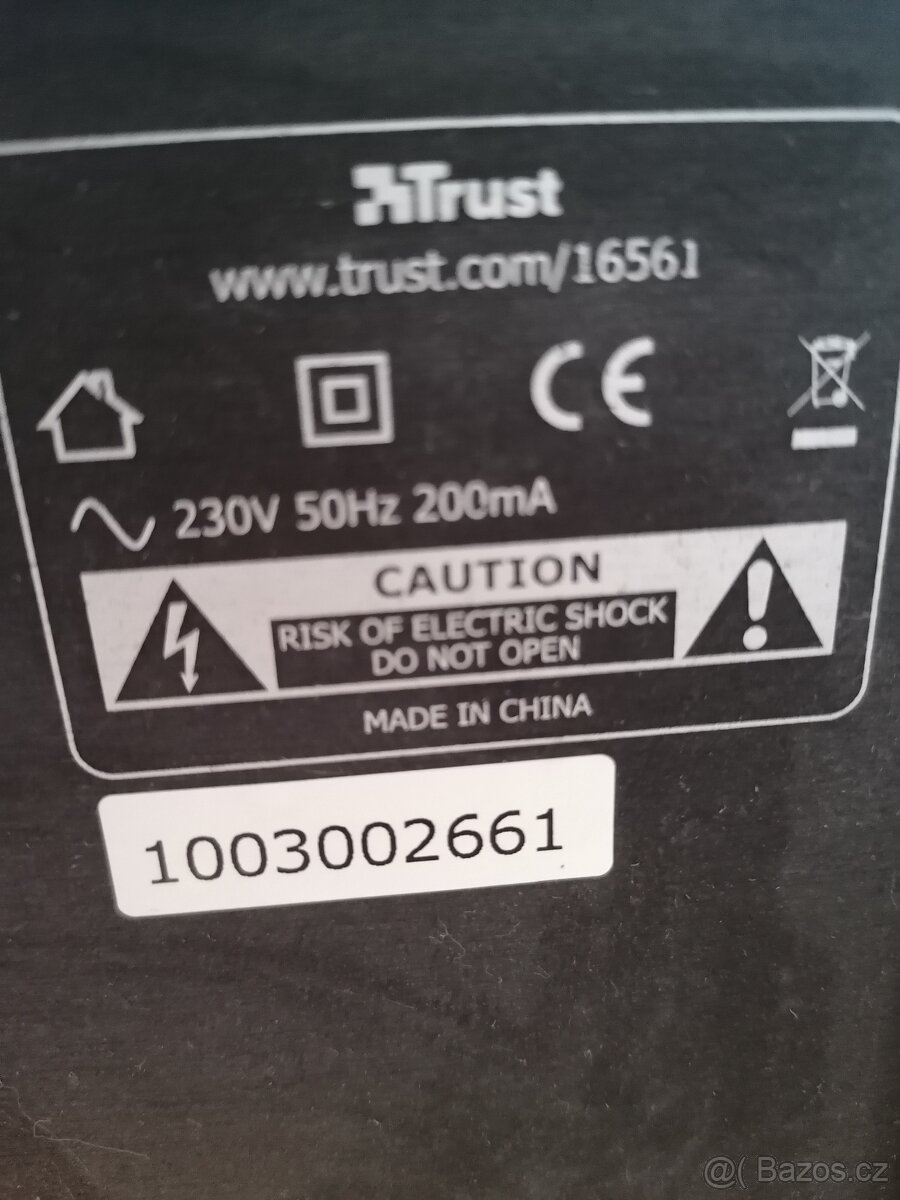 Trust
www.trust.com/16561
CE
230V 50Hz 200mA
CAUTION
RISK OF ELECTRIC SHOCK
DO NOT OPEN
MADE IN CHINA
1003002661
@( Bazos.cz